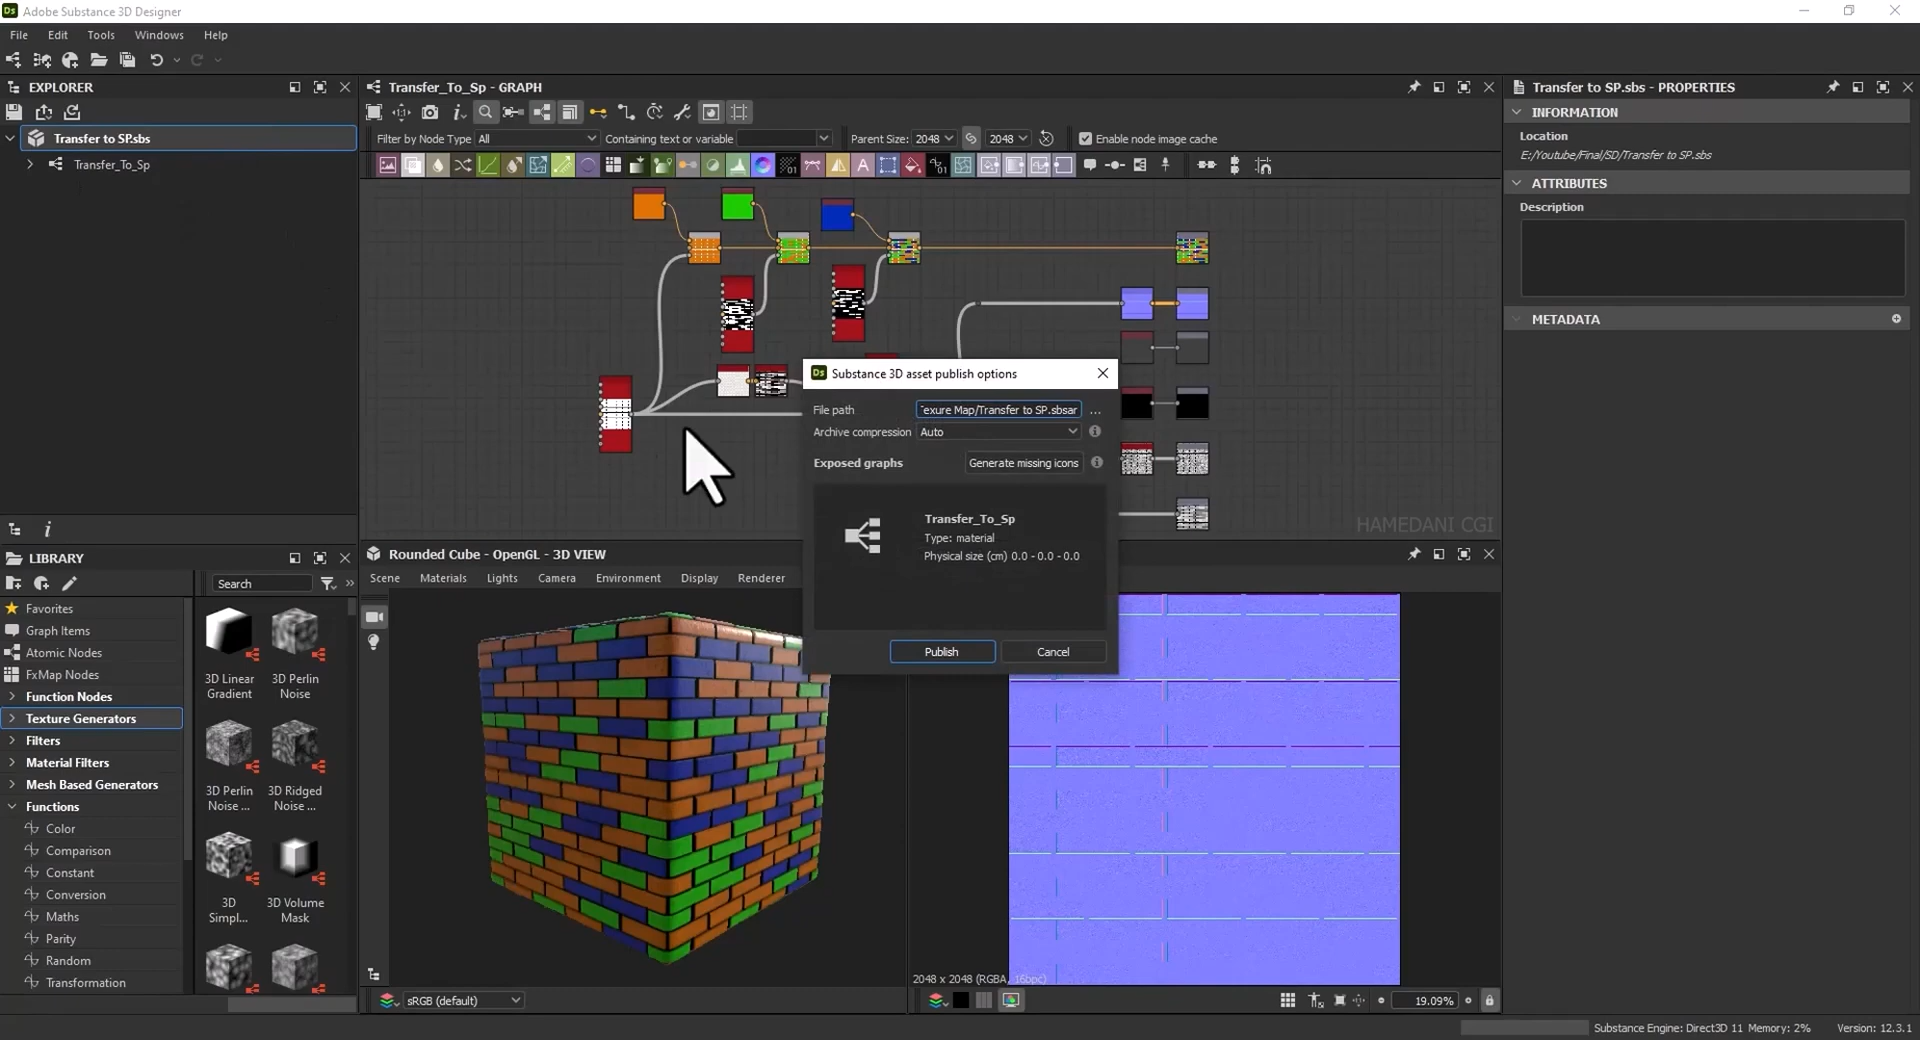 Adobe Substance 3D Designer
File Edit Tools Windows Help
EXPLORER
Transfer to SP.sbs
Transfer_To_Sp
Transfer_To_Sp - GRAPH
Filter by Node Type All Containing text or variable Parent Size: 2048 2048 Enable node image cache
HAMEDANI CGI
Transfer to SP.sbs - PROPERTIES
INFORMATION
Location
E:/Youtube/Final/SD/Transfer to SP.sbs
ATTRIBUTES
Description
METADATA
Substance 3D asset publish options
File path Texure Map/Transfer to SP.sbsar ...
Archive compression Auto
Exposed graphs Generate missing icons
Transfer_To_Sp
Type: material
Physical size (cm) 0.0 - 0.0 - 0.0
Publish Cancel
LIBRARY
Search
Favorites
Graph Items
Atomic Nodes
FxMap Nodes
Function Nodes
Texture Generators
Filters
Material Filters
Mesh Based Generators
Functions
Color
Comparison
Constant
Conversion
Maths
Parity
Random
Transformation
3D Linear Gradient
3D Perlin Noise
3D Perlin Noise ...
3D Ridged Noise ...
3D Simpl...
3D Volume Mask
Rounded Cube - OpenGL - 3D VIEW
Scene Materials Lights Camera Environment Display Renderer
sRGB (default)
2048 x 2048 (RGBA, 16bpc)
19.09%
Substance Engine: Direct3D 11 Memory: 2% Version: 12.3.1